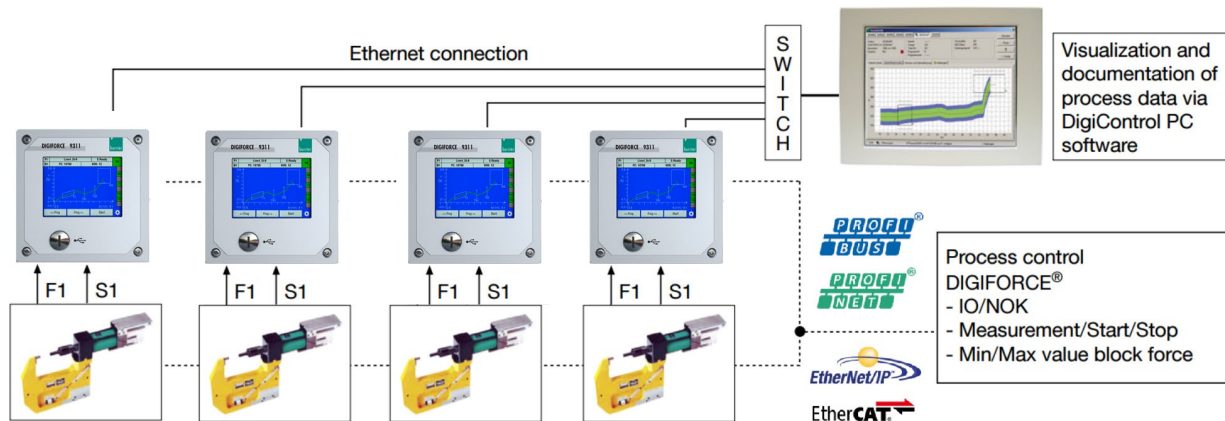 Ethernet connection
S
W
I
T
C
H
Visualization and
documentation of
process data via
DigiControl PC
software
DIGIFORCE 9311
DIGIFORCE 9311
DIGIFORCE 9311
DIGIFORCE 9311
F1 S1
F1 S1
F1 S1
F1 S1
PROFI®
BUS
PROFI®
NET
EtherNet/IP
EtherCAT®
Process control
DIGIFORCE®
- IO/NOK
- Measurement/Start/Stop
- Min/Max value block force